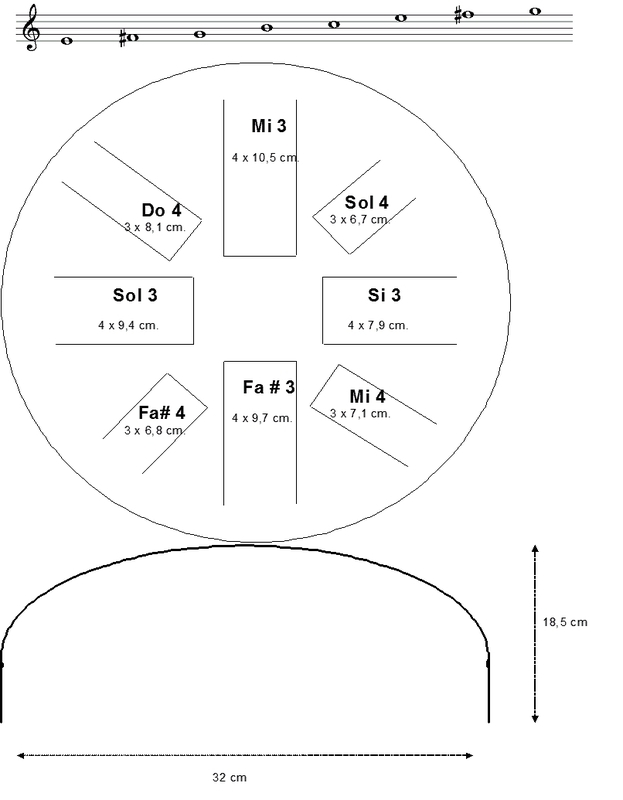 Mi 3
4 x 10,5 cm.
Do 4
3 x 8,1 cm.
Sol 4
3 x 6,7 cm.
Sol 3
4 x 9,4 cm.
Si 3
4 x 7,9 cm.
Fa # 3
4 x 9,7 cm.
Mi 4
3 x 7,1 cm.
Fa# 4
3 x 6,8 cm.
18,5 cm
32 cm